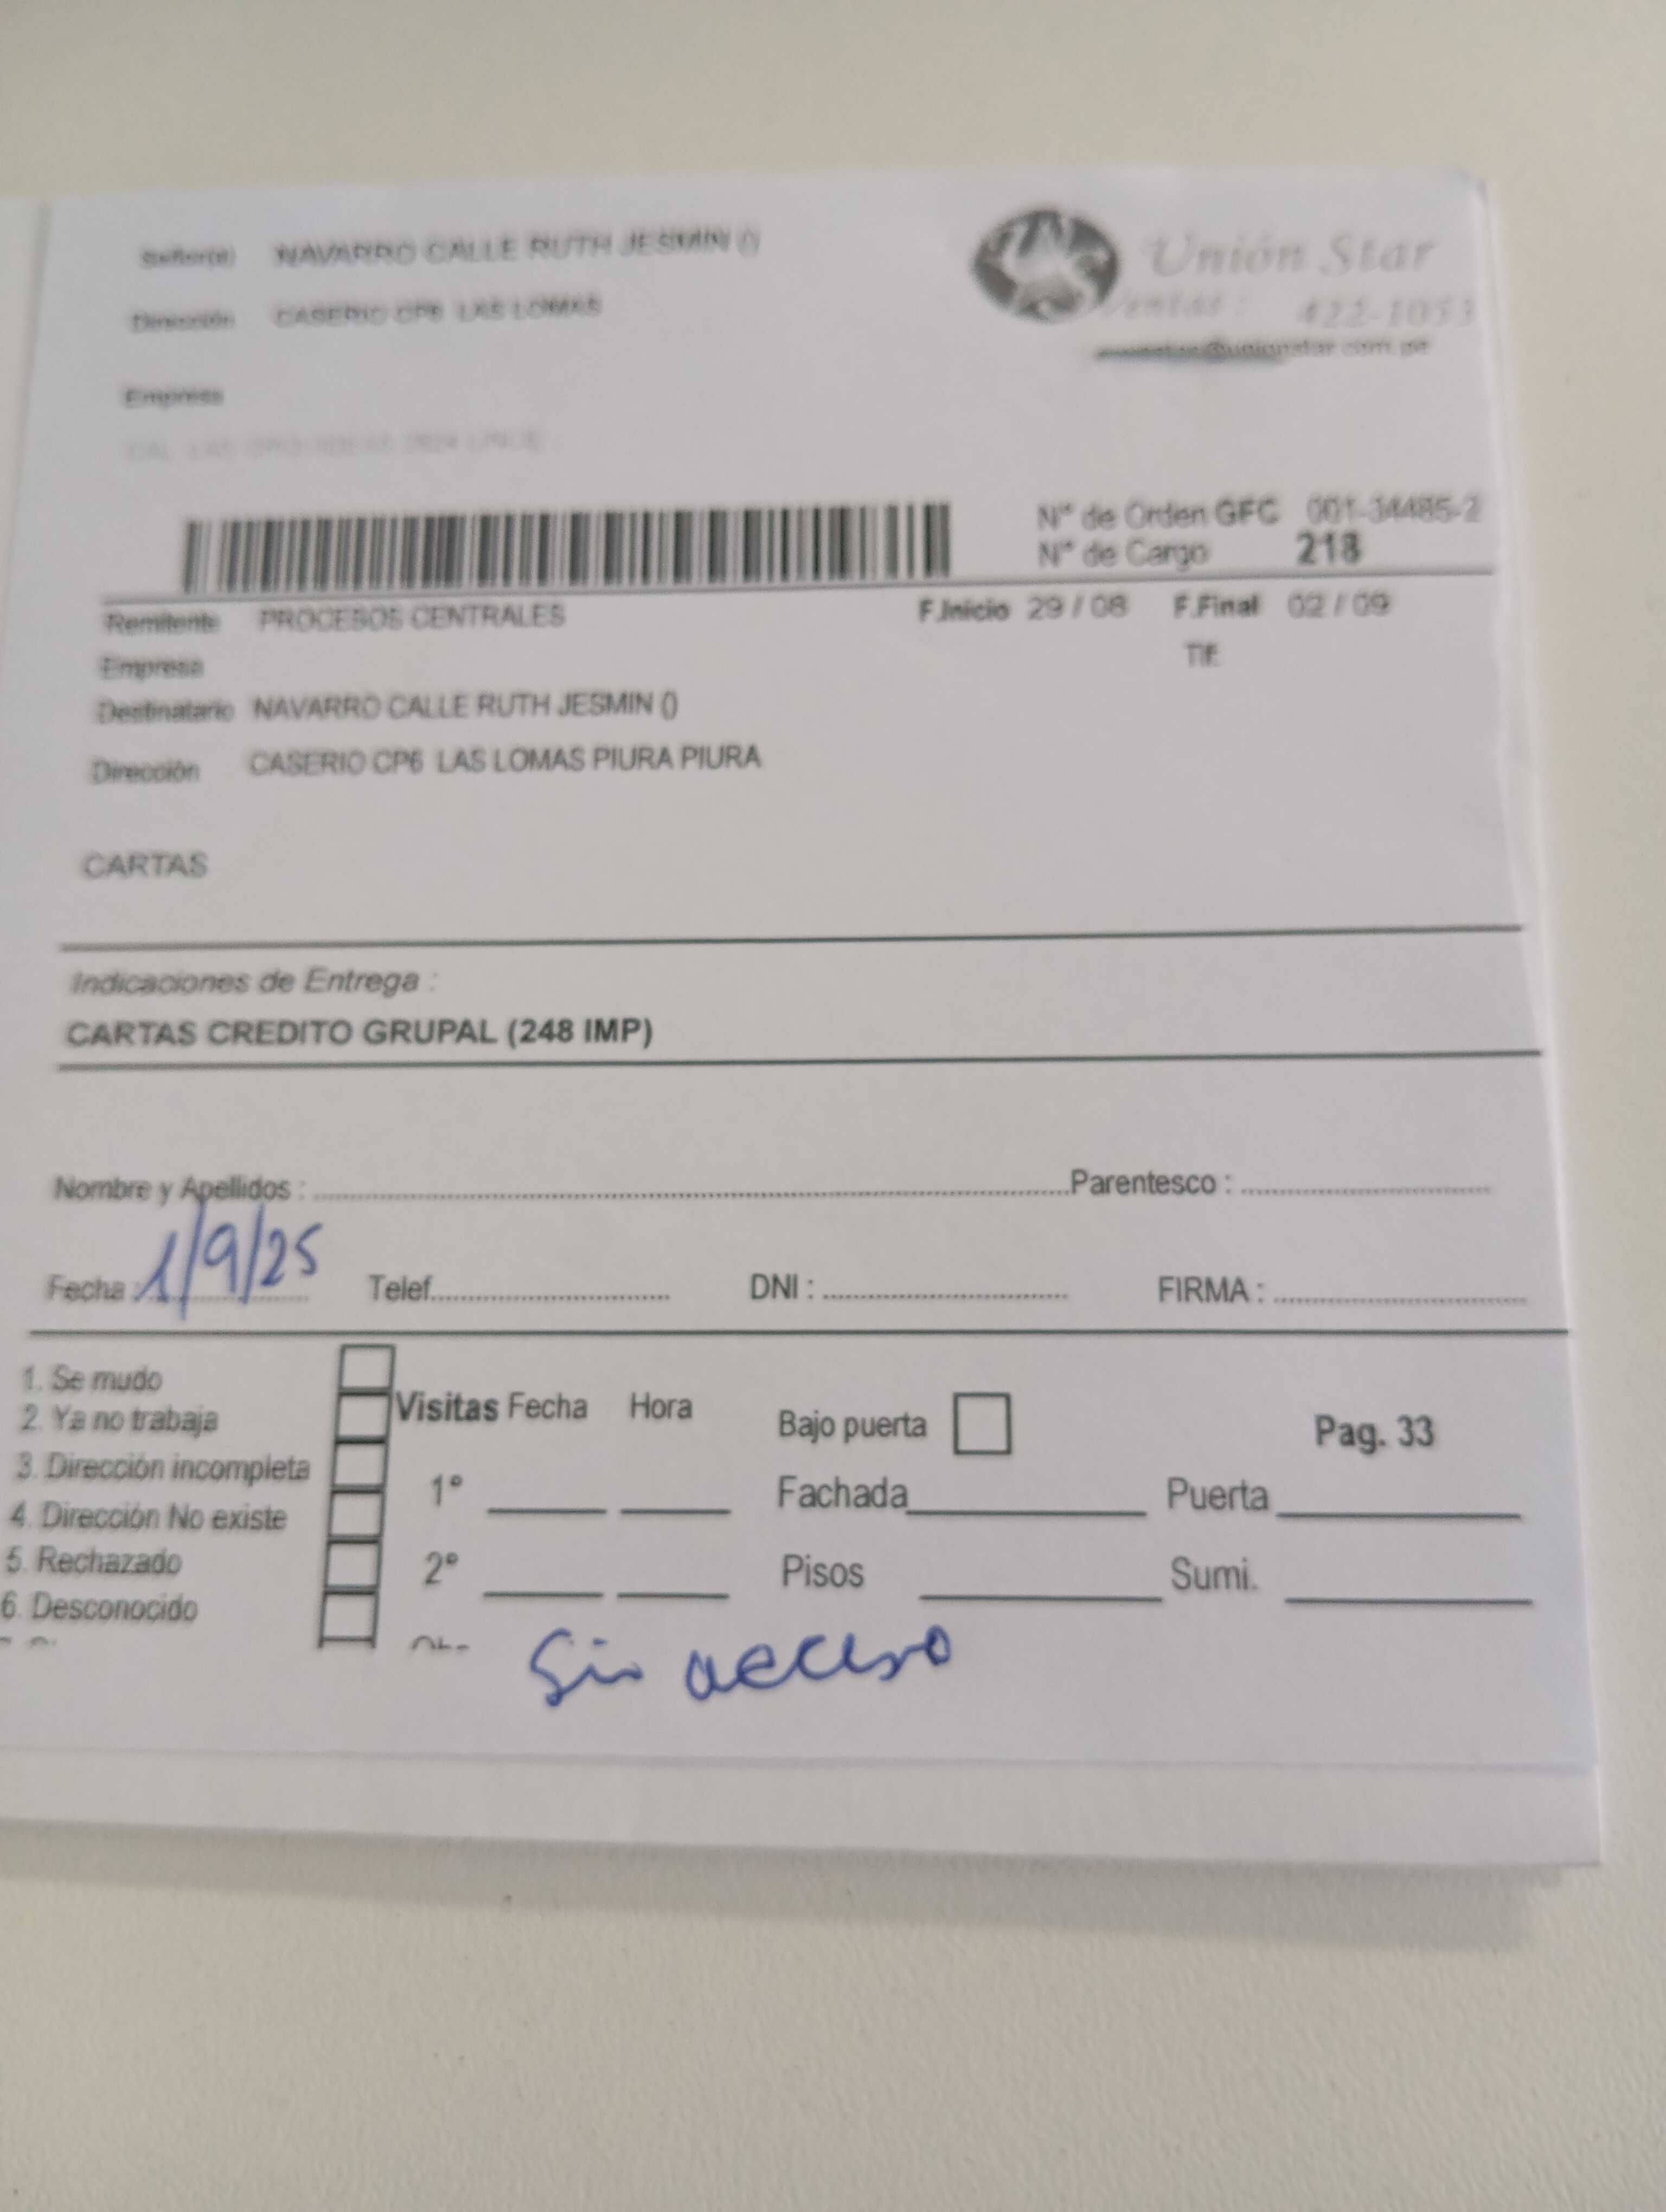 Señor(a) NAVARRO CALLE RUTH JESMIN ()
Dirección CASERIO CP6 LAS LOMAS
Empresa
Unión Star
Ventas : 422-1053
@unionstar.com.pe
N° de Orden GFC 001-34485-2
N° de Cargo 218
Remitente PROCESOS CENTRALES F.Inicio 29 / 08 F.Final 02 / 09
Empresa Tlf:
Destinatario NAVARRO CALLE RUTH JESMIN ()
Dirección CASERIO CP6 LAS LOMAS PIURA PIURA
CARTAS
Indicaciones de Entrega :
CARTAS CREDITO GRUPAL (248 IMP)
Nombre y Apellidos : Parentesco :
Fecha : 1/9/25 Telef. DNI : FIRMA :
1. Se mudo
2. Ya no trabaja
3. Dirección incompleta
4. Dirección No existe
5. Rechazado
6. Desconocido
Visitas Fecha Hora
1°
2°
Bajo puerta Pag. 33
Fachada Puerta
Pisos Sumi.
Sin acceso